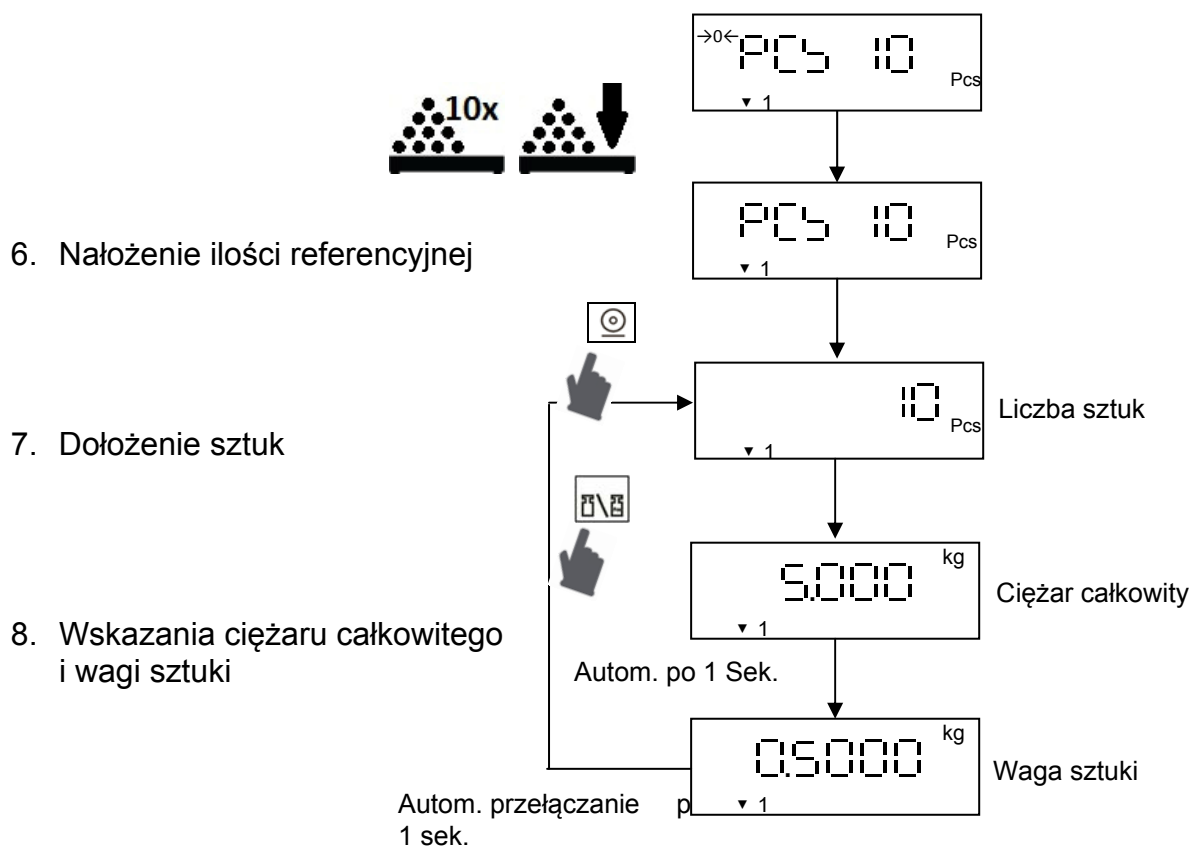 →0← PCS 10 Pcs
▼ 1
10x
PCS 10 Pcs
▼ 1
6. Nałożenie ilości referencyjnej
10 Pcs
▼ 1
Liczba sztuk
7. Dołożenie sztuk
5.000 kg
▼ 1
Ciężar całkowity
8. Wskazania ciężaru całkowitego
i wagi sztuki
Autom. po 1 Sek.
0.5000 kg
▼ 1
Waga sztuki
Autom. przełączanie p
1 sek.